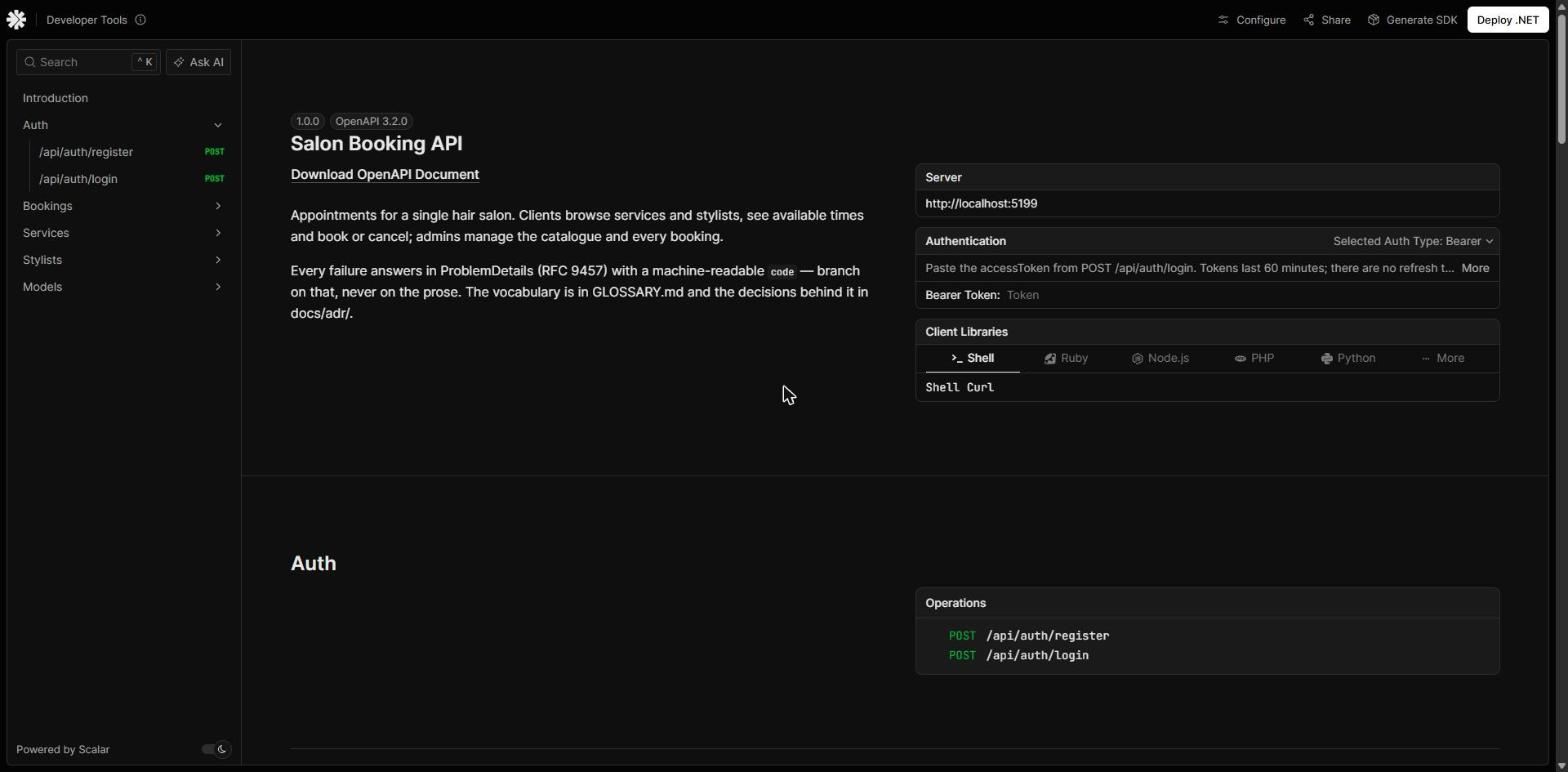 Developer Tools
Configure
Share
Generate SDK
Deploy .NET
Search
^ K
Ask AI
Introduction
Auth
/api/auth/register POST
/api/auth/login POST
Bookings
Services
Stylists
Models
Powered by Scalar
1.0.0 OpenAPI 3.2.0
Salon Booking API
Download OpenAPI Document
Appointments for a single hair salon. Clients browse services and stylists, see available times
and book or cancel; admins manage the catalogue and every booking.
Every failure answers in ProblemDetails (RFC 9457) with a machine-readable code — branch
on that, never on the prose. The vocabulary is in GLOSSARY.md and the decisions behind it in
docs/adr/.
Server
http://localhost:5199
Authentication Selected Auth Type: Bearer
Paste the accessToken from POST /api/auth/login. Tokens last 60 minutes; there are no refresh t... More
Bearer Token: Token
Client Libraries
>_ Shell Ruby Node.js PHP Python ... More
Shell Curl
Auth
Operations
POST /api/auth/register
POST /api/auth/login